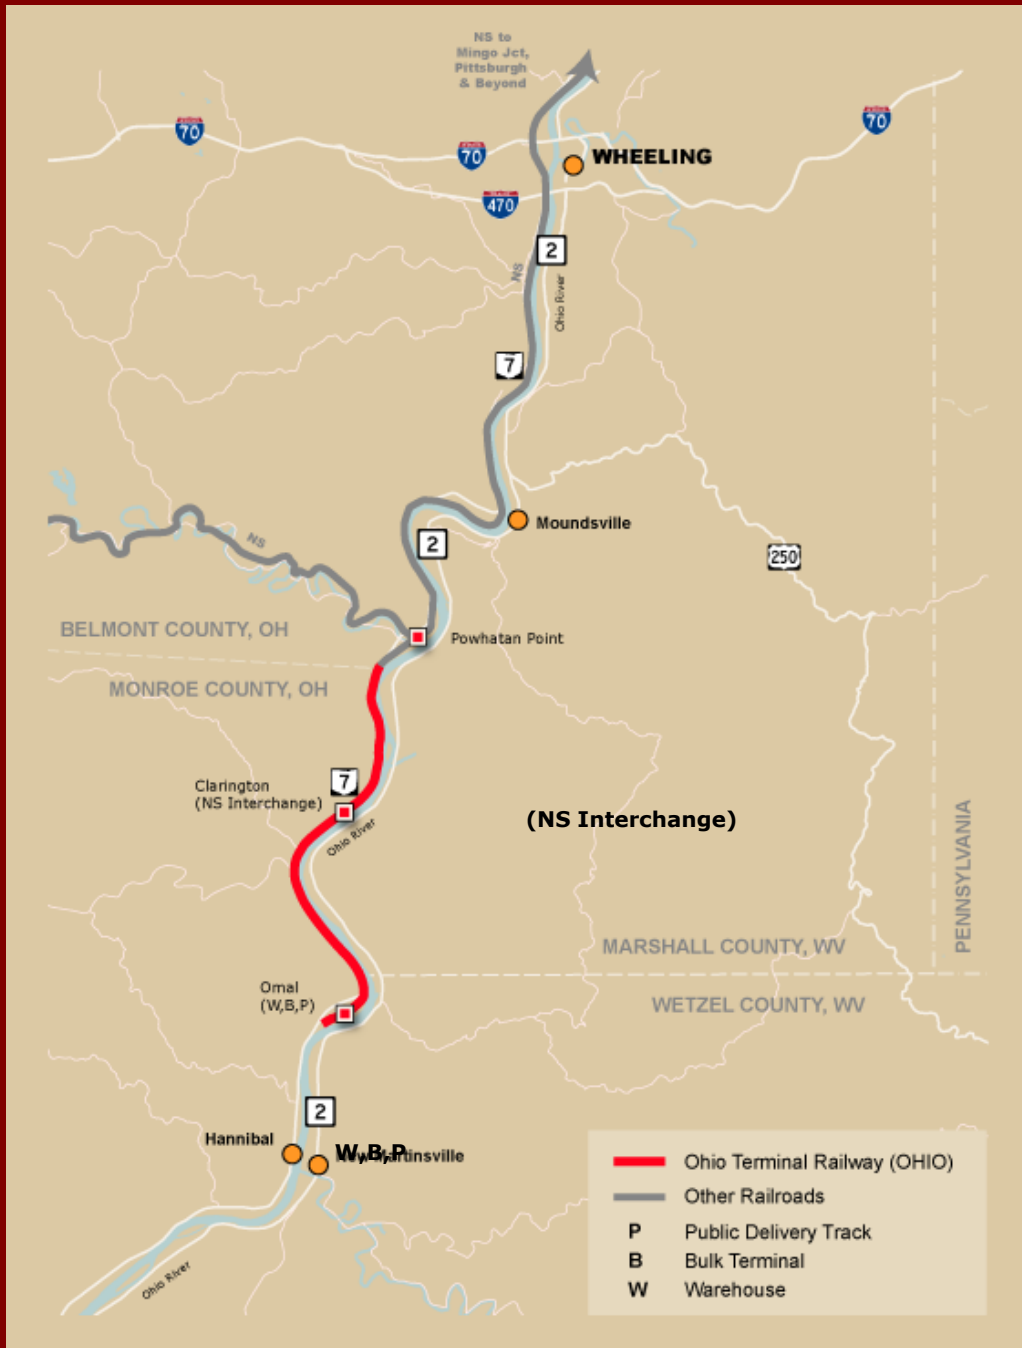 NS to
Mingo Jct,
Pittsburgh
& Beyond
70
70
70
WHEELING
470
2
NS
Ohio River
7
Moundsville
2
NS
250
BELMONT COUNTY, OH
Powhatan Point
MONROE COUNTY, OH
7
Clarington
(NS Interchange)
(NS Interchange)
Ohio River
PENNSYLVANIA
MARSHALL COUNTY, WV
Omal
(W,B,P)
WETZEL COUNTY, WV
2
Hannibal
W,B,P
New Martinsville
Ohio River
Ohio Terminal Railway (OHIO)
Other Railroads
P Public Delivery Track
B Bulk Terminal
W Warehouse